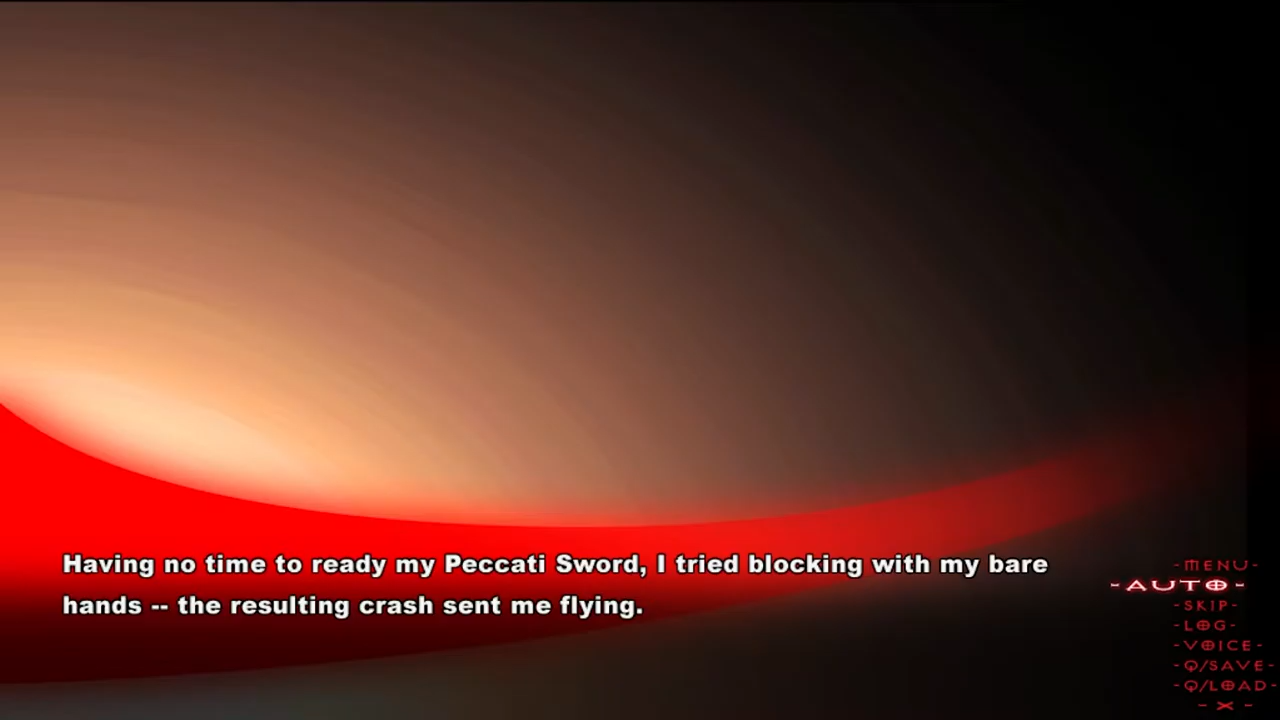 Having no time to ready my Peccati Sword, I tried blocking with my bare
hands -- the resulting crash sent me flying.
-MENU-
-AUTO-
-SKIP-
-LOG-
-VOICE-
-Q/SAVE-
-Q/LOAD-
-X-